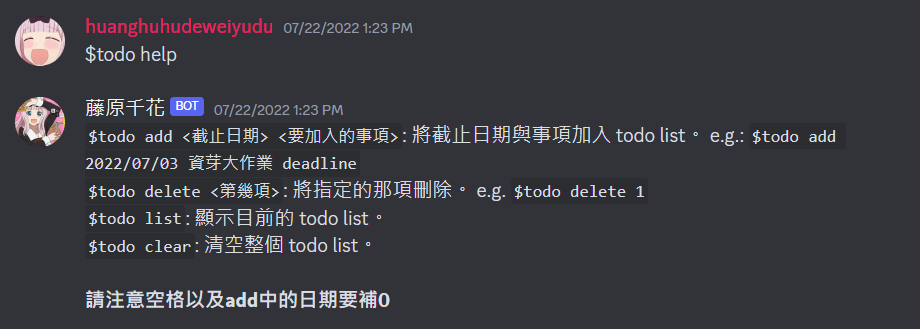 huanghuhudeweiyudu 07/22/2022 1:23 PM
$todo help
藤原千花 BOT 07/22/2022 1:23 PM
$todo add <截止日期> <要加入的事項>: 將截止日期與事項加入 todo list。 e.g.: $todo add
2022/07/03 資芽大作業 deadline
$todo delete <第幾項>: 將指定的那項刪除。 e.g. $todo delete 1
$todo list: 顯示目前的 todo list。
$todo clear: 清空整個 todo list。
請注意空格以及add中的日期要補0